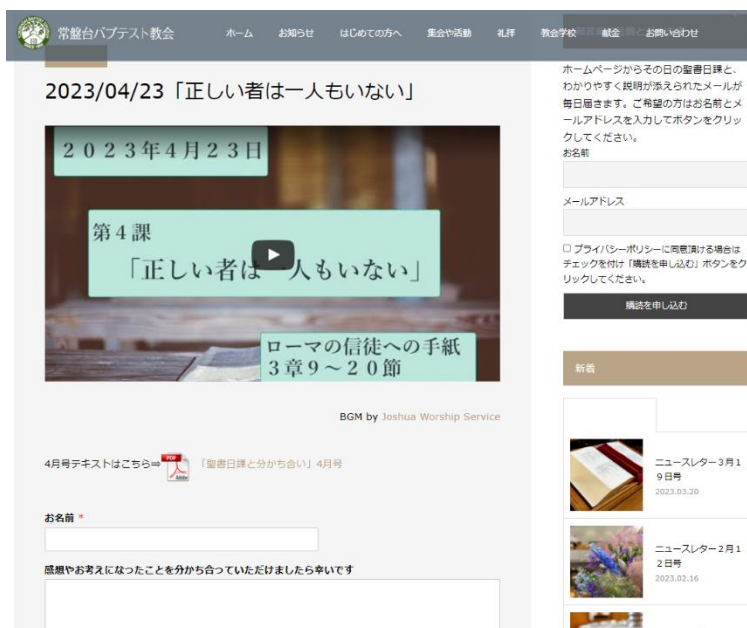 常盤台バプテスト教会
ホーム お知らせ はじめての方へ 集会や活動 礼拝 教会学校 献金 お問い合わせ
2023/04/23「正しい者は一人もいない」
2023年4月23日
第4課
「正しい者は一人もいない」
ローマの信徒への手紙
3章9～20節
BGM by Joshua Worship Service
4月号テキストはこちら⇒
PDF
Adobe
「聖書日課と分かち合い」4月号
お名前 *
感想やお考えになったことを分かち合っていただけましたら幸いです
ホームページからその日の聖書日課と、
わかりやすく説明が添えられたメールが
毎日届きます。ご希望の方はお名前とメ
ールアドレスを入力してボタンをクリッ
クしてください。
お名前
メールアドレス
プライバシーポリシーに同意頂ける場合は
チェックを付け「購読を申し込む」ボタンをク
リックしてください。
購読を申し込む
新着
ニュースレター3月1
9日号
2023.03.20
ニュースレター2月1
2日号
2023.02.16